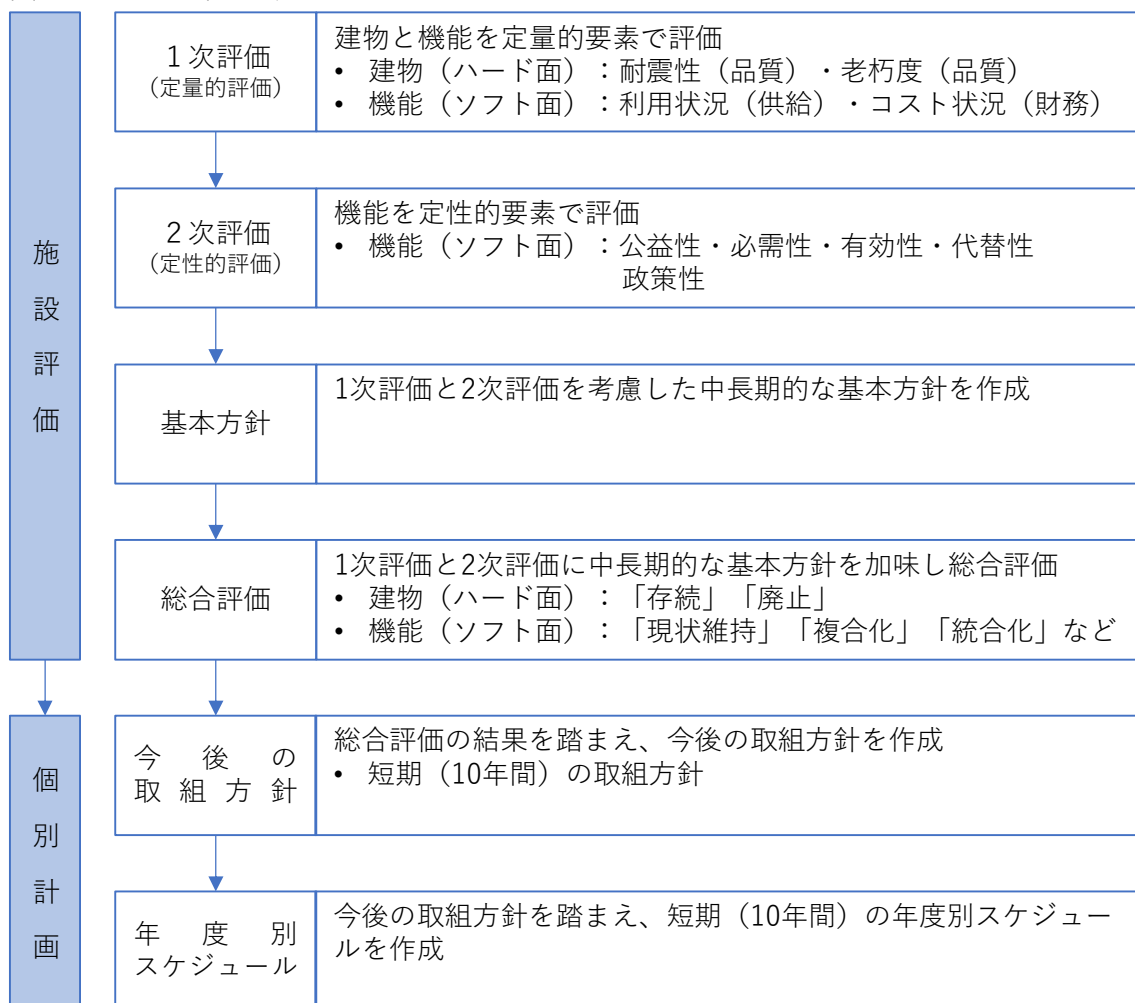 施設評価
1次評価
(定量的評価)
建物と機能を定量的要素で評価
• 建物（ハード面）：耐震性（品質）・老朽度（品質）
• 機能（ソフト面）：利用状況（供給）・コスト状況（財務）
2次評価
(定性的評価)
機能を定性的要素で評価
• 機能（ソフト面）：公益性・必需性・有効性・代替性
政策性
基本方針
1次評価と2次評価を考慮した中長期的な基本方針を作成
総合評価
1次評価と2次評価に中長期的な基本方針を加味し総合評価
• 建物（ハード面）：「存続」「廃止」
• 機能（ソフト面）：「現状維持」「複合化」「統合化」など
個別計画
今後の
取組方針
総合評価の結果を踏まえ、今後の取組方針を作成
• 短期（10年間）の取組方針
年度別
スケジュール
今後の取組方針を踏まえ、短期（10年間）の年度別スケジュー
ルを作成